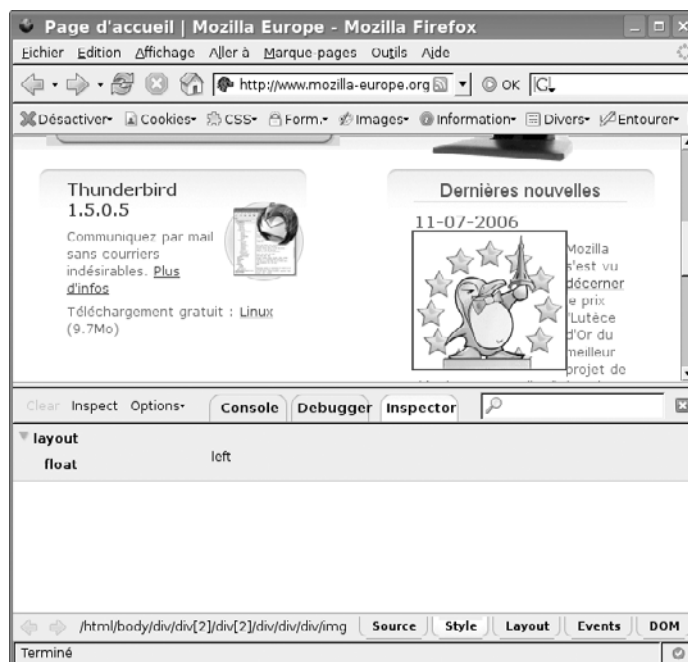 Page d'accueil | Mozilla Europe - Mozilla Firefox
Fichier Edition Affichage Aller à Marque-pages Outils Aide
http://www.mozilla-europe.org OK
Désactiver Cookies CSS Form. Images Information Divers Entourer
Thunderbird
1.5.0.5
Communiquez par mail
sans courriers
indésirables. Plus
d'infos
Téléchargement gratuit : Linux
(9.7Mo)
Dernières nouvelles
11-07-2006
Mozilla
s'est vu
décerner
le prix
'Lutèce
d'Or du
meilleur
projet de
Clear Inspect Options Console Debugger Inspector
layout
float left
/html/body/div/div[2]/div[2]/div/div/div/img Source Style Layout Events DOM
Terminé